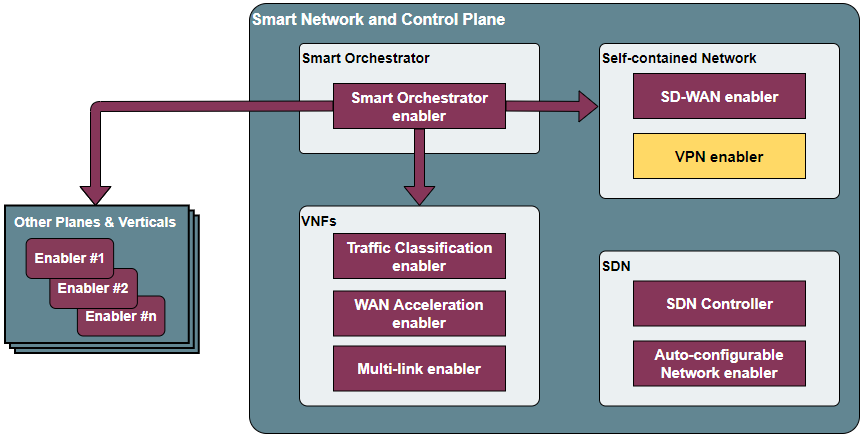 Smart Network and Control Plane
Smart Orchestrator
Smart Orchestrator
enabler
Self-contained Network
SD-WAN enabler
VPN enabler
Other Planes & Verticals
Enabler #1
Enabler #2
Enabler #n
VNFs
Traffic Classification
enabler
WAN Acceleration
enabler
Multi-link enabler
SDN
SDN Controller
Auto-configurable
Network enabler